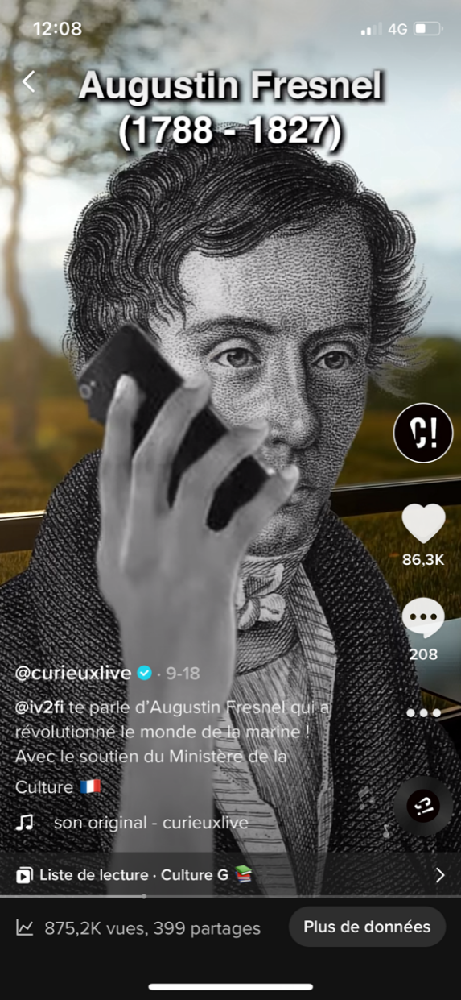 12:08
4G
Augustin Fresnel
(1788 - 1827)
C!
86,3K
208
@curieuxlive · 9-18
@iv2fi te parle d’Augustin Fresnel qui a
révolutionné le monde de la marine !
Avec le soutien du Ministère de la
Culture 🇫🇷
son original - curieuxlive
Liste de lecture · Culture G 📚
875,2K vues, 399 partages
Plus de données